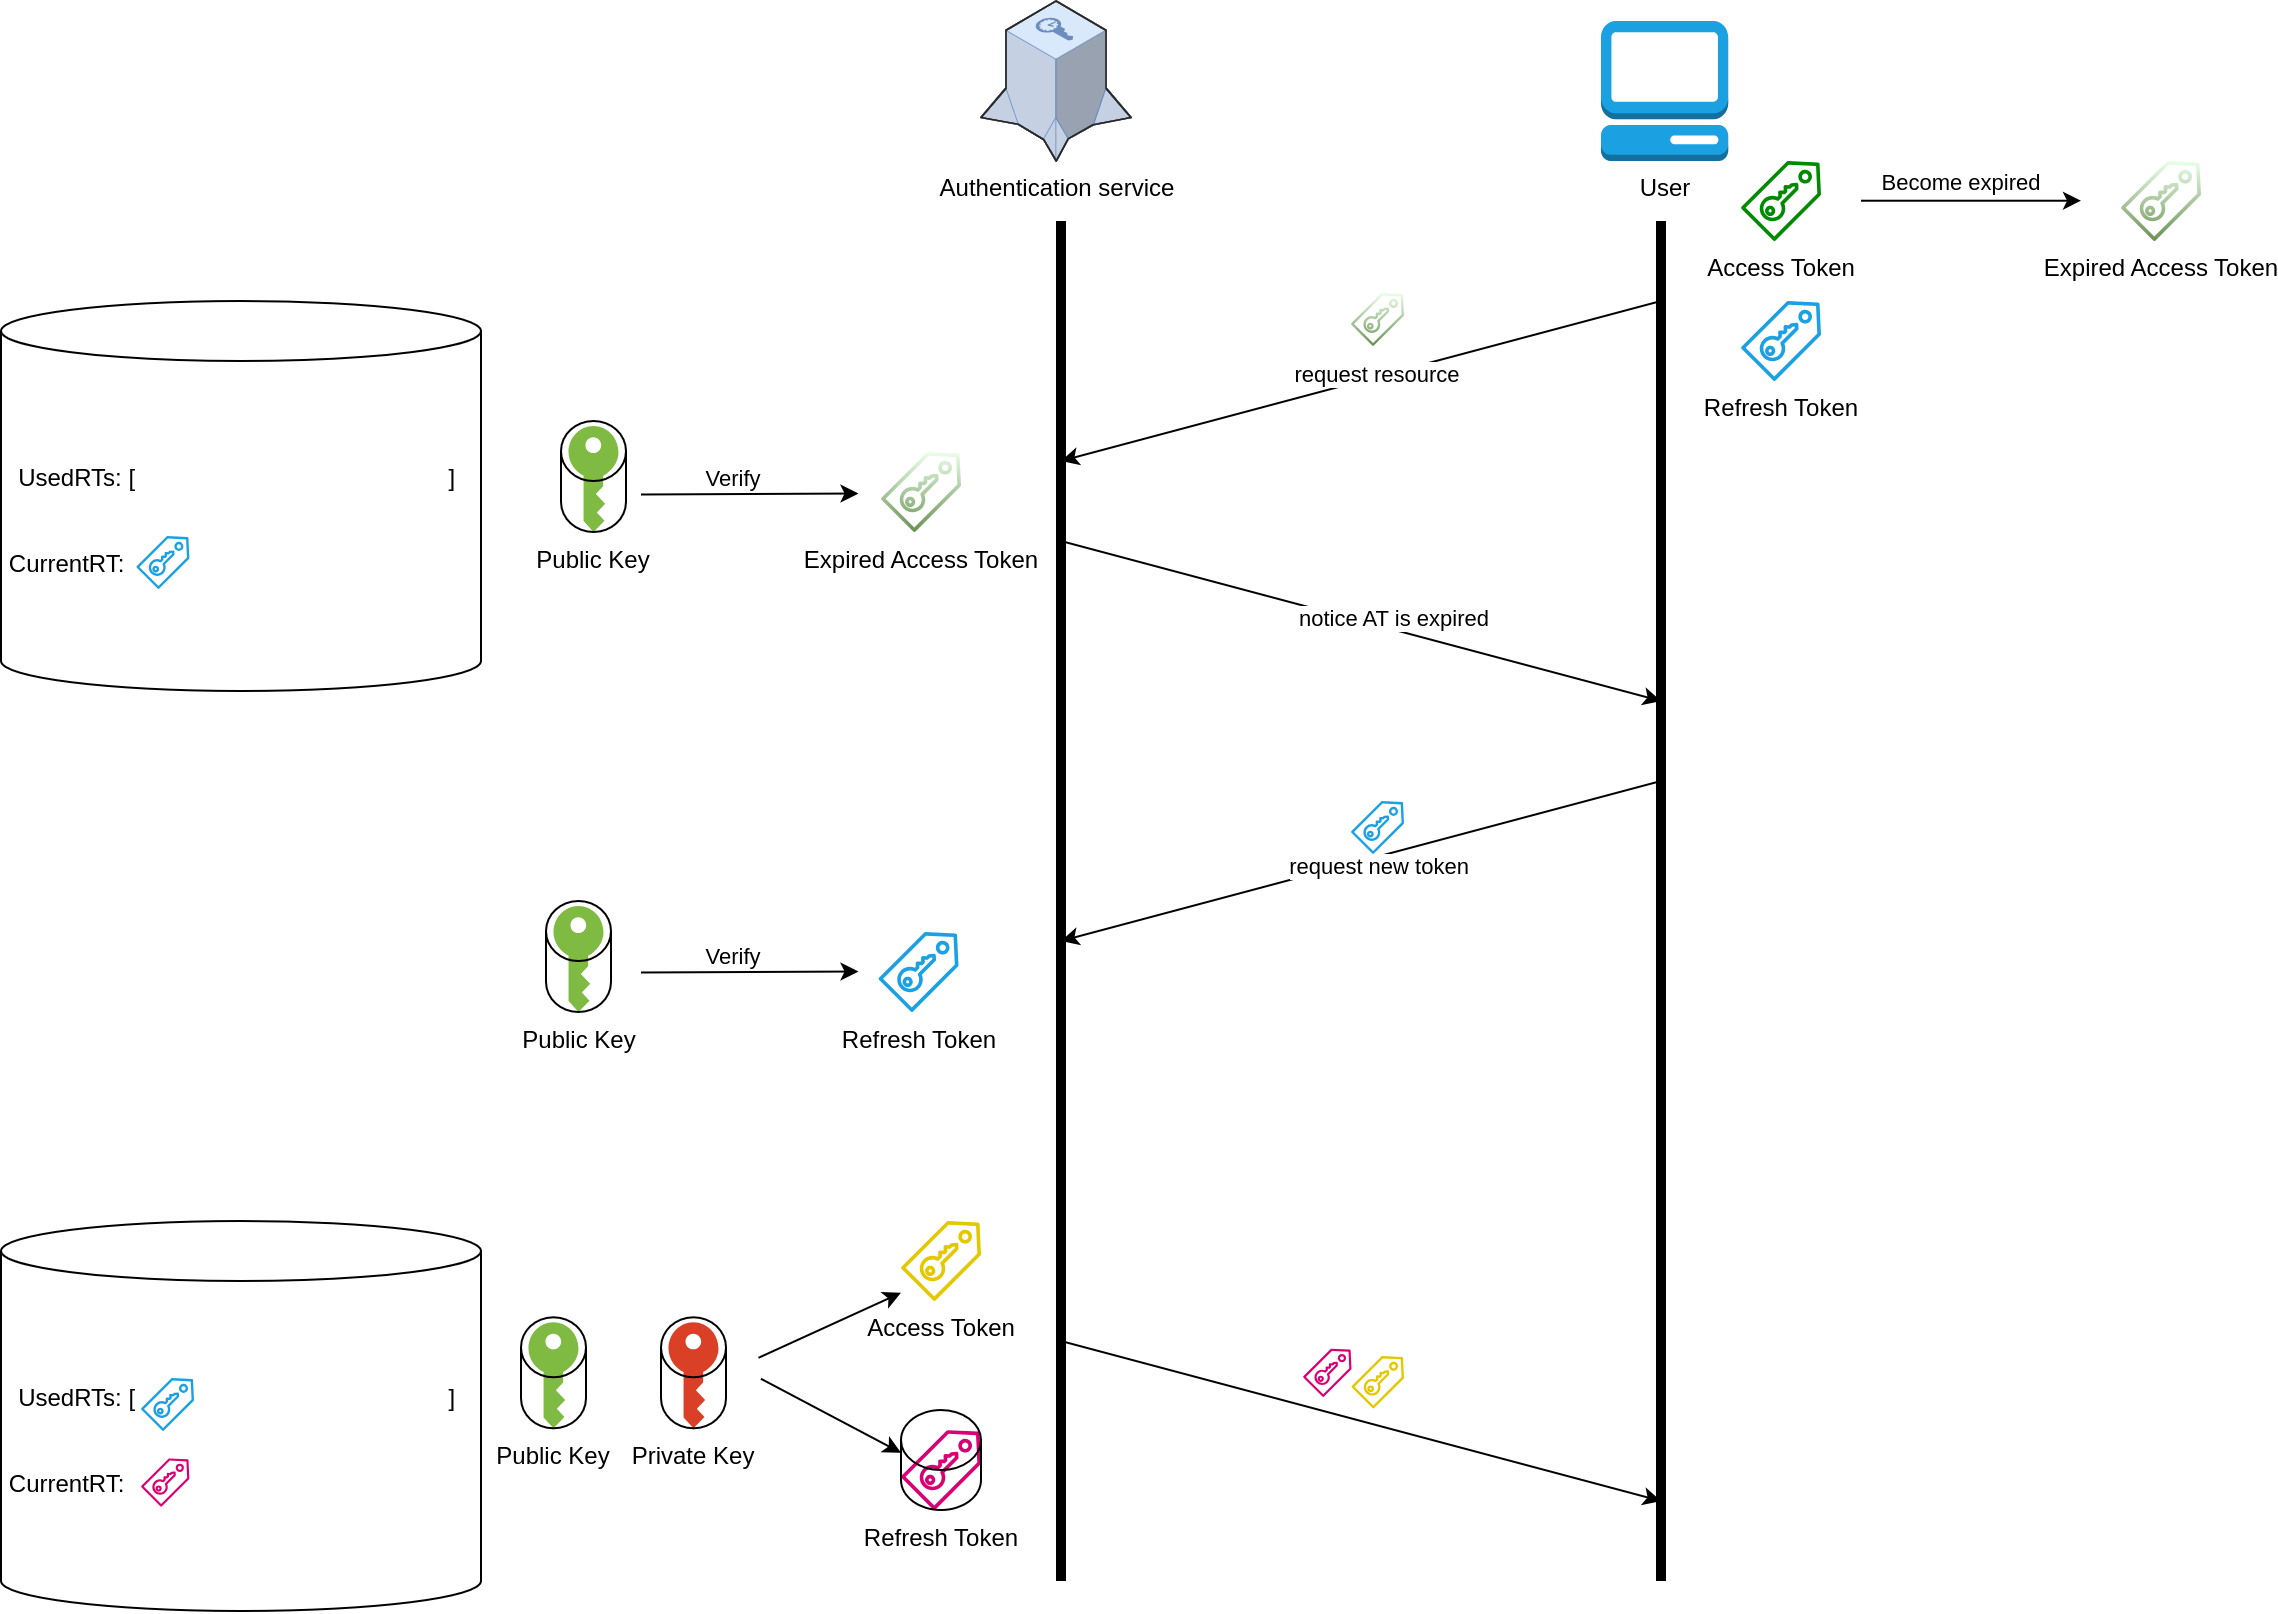 Authentication service
User
Become expired
Access Token
Expired Access Token
request resource
Refresh Token
UsedRTs: [ ]
Verify
Public Key
Expired Access Token
CurrentRT:
notice AT is expired
request new token
Verify
Public Key
Refresh Token
Access Token
UsedRTs: [ ]
Public Key
Private Key
CurrentRT:
Refresh Token